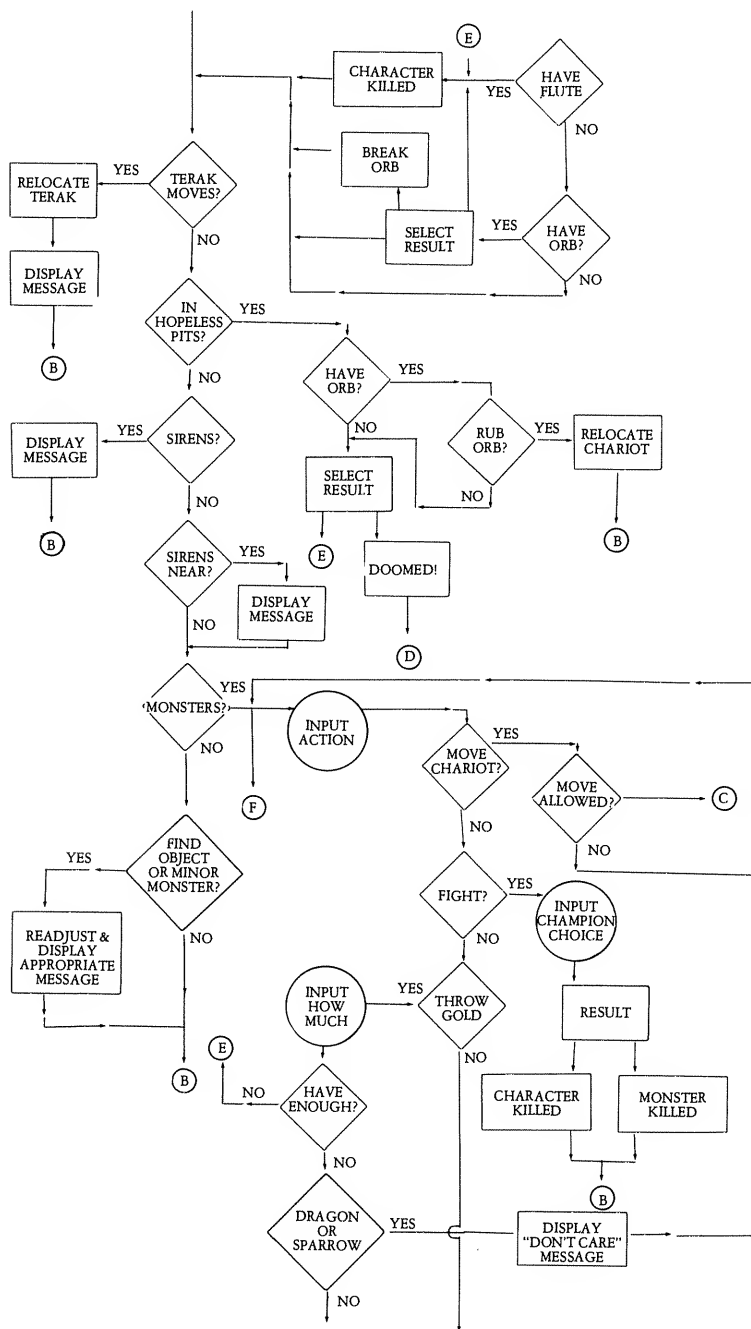 E
CHARACTER
KILLED
YES
HAVE
FLUTE
NO
BREAK
ORB
YES
RELOCATE
TERAK
TERAK
MOVES?
SELECT
RESULT
YES
HAVE
ORB?
NO
NO
DISPLAY
MESSAGE
B
IN
HOPELESS
PITS?
YES
NO
HAVE
ORB?
YES
NO
DISPLAY
MESSAGE
YES
SIRENS?
RUB
ORB?
YES
RELOCATE
CHARIOT
NO
SELECT
RESULT
NO
B
E
B
SIRENS
NEAR?
YES
DOOMED!
DISPLAY
MESSAGE
NO
D
MONSTERS?
YES
INPUT
ACTION
NO
F
MOVE
CHARIOT?
YES
MOVE
ALLOWED?
C
NO
NO
FIND
OBJECT
OR MINOR
MONSTER?
YES
FIGHT?
YES
INPUT
CHAMPION
CHOICE
NO
READJUST &
DISPLAY
APPROPRIATE
MESSAGE
NO
INPUT
HOW
MUCH
YES
THROW
GOLD
RESULT
NO
B
E
NO
HAVE
ENOUGH?
CHARACTER
KILLED
MONSTER
KILLED
NO
B
DRAGON
OR
SPARROW
YES
DISPLAY
"DON'T CARE"
MESSAGE
NO